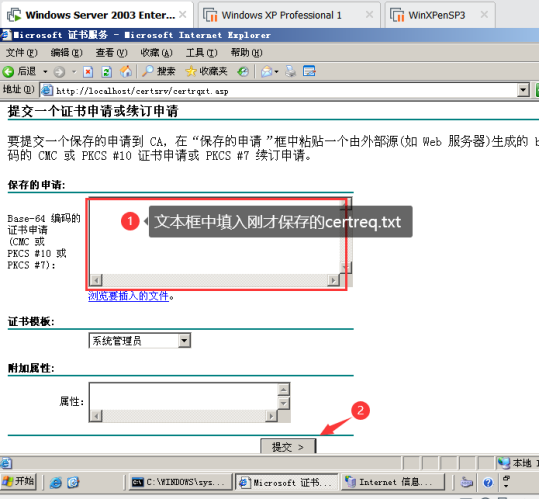 Windows Server 2003 Enter...
Windows XP Professional 1
WinXPenSP3
Microsoft 证书服务 - Microsoft Internet Explorer
文件(F) 编辑(E) 查看(V) 收藏(A) 工具(T) 帮助(H)
后退 搜索 收藏夹
地址(D) http://localhost/certsrv/certrqxt.asp
提交一个证书申请或续订申请
要提交一个保存的申请到 CA，在“保存的申请”框中粘贴一个由外部源(如 Web 服务器)生成的 b
码的 CMC 或 PKCS #10 证书申请或 PKCS #7 续订申请。
保存的申请:
Base-64 编码的
证书申请
(CMC 或
PKCS #10 或
PKCS #7):
1 文本框中填入刚才保存的certreq.txt
浏览要插入的文件。
证书模板:
系统管理员
附加属性:
属性:
2
提交 >
本地 I
开始 C:\WINDOWS\sys... Microsoft 证书... Internet 信息...